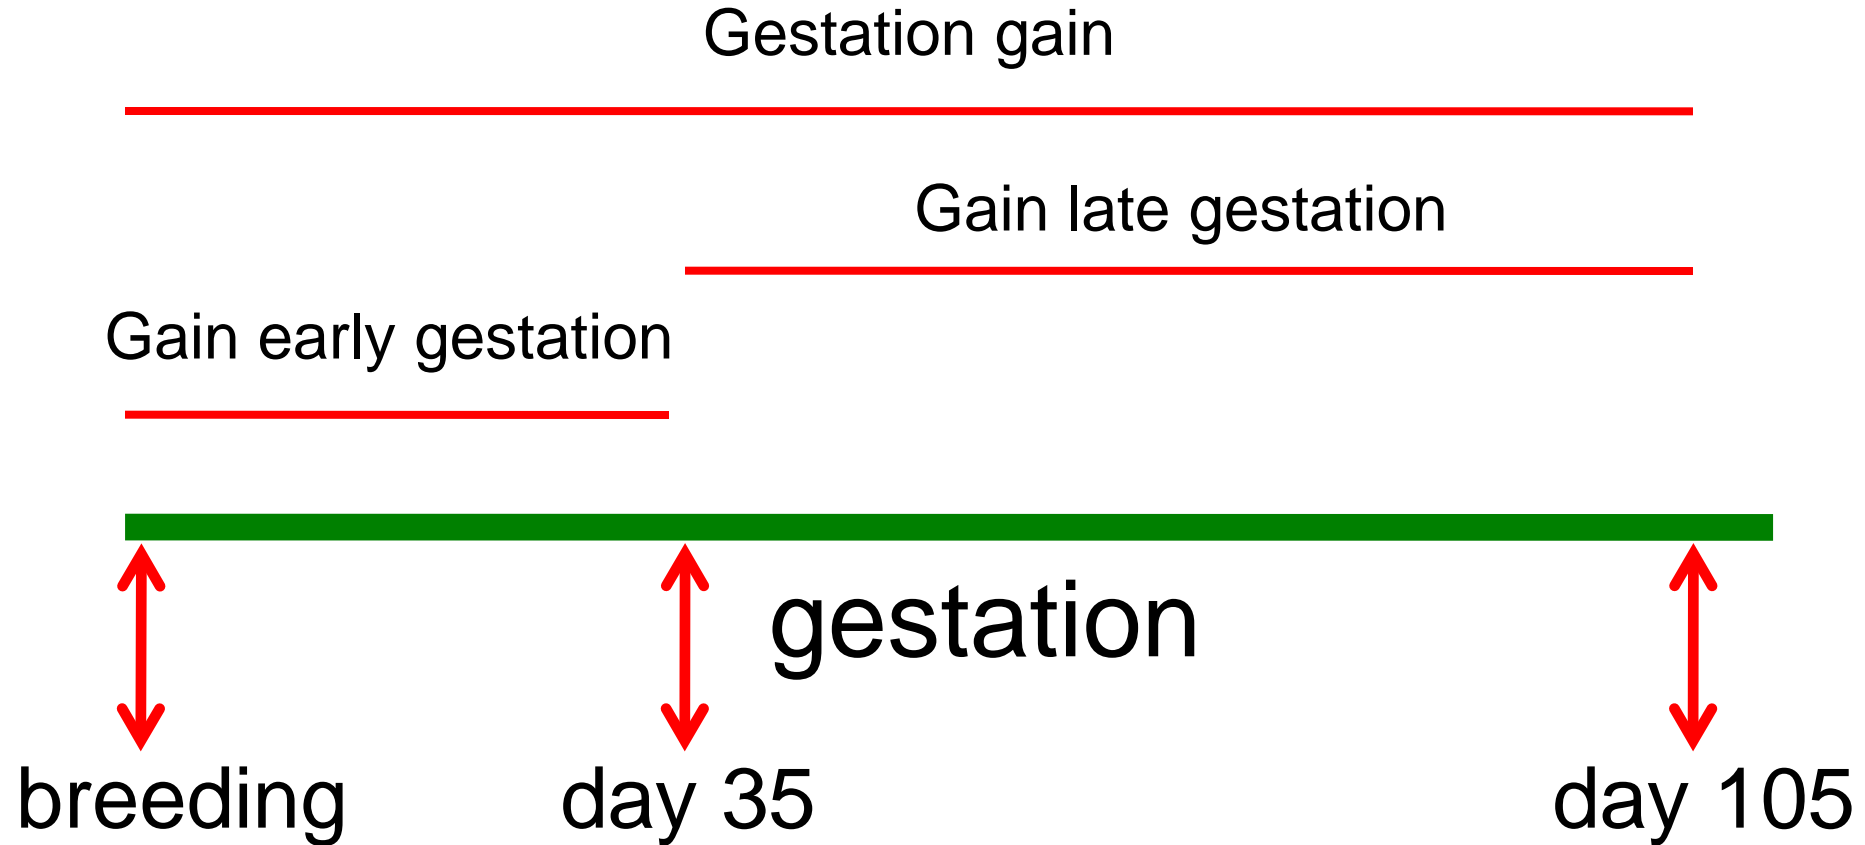 Gestation gain
Gain late gestation
Gain early gestation
gestation
breeding
day 35
day 105